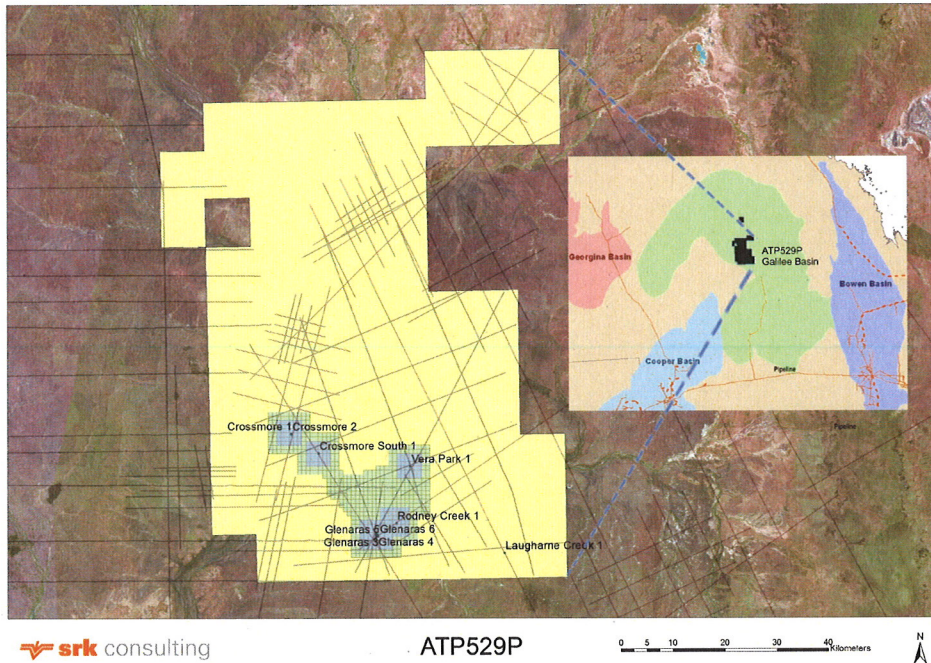 Georgina Basin
ATP529P
Galilee Basin
Bowen Basin
Cooper Basin
Pipeline
Pipeline
Crossmore 1
Crossmore 2
Crossmore South 1
Vera Park 1
Rodney Creek 1
Glenaras 5
Glenaras 6
Glenaras 3
Glenaras 4
Laugharne Creek 1
srk consulting
ATP529P
0 5 10 20 30 40
Kilometers
N